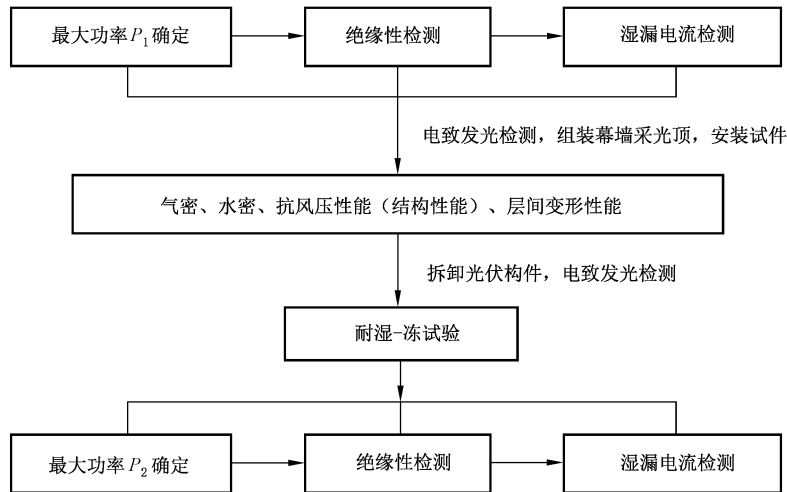 最大功率P₁确定
绝缘性检测
湿漏电流检测
电致发光检测，组装幕墙采光顶，安装试件
气密、水密、抗风压性能（结构性能）、层间变形性能
拆卸光伏构件，电致发光检测
耐湿-冻试验
最大功率P₂确定
绝缘性检测
湿漏电流检测